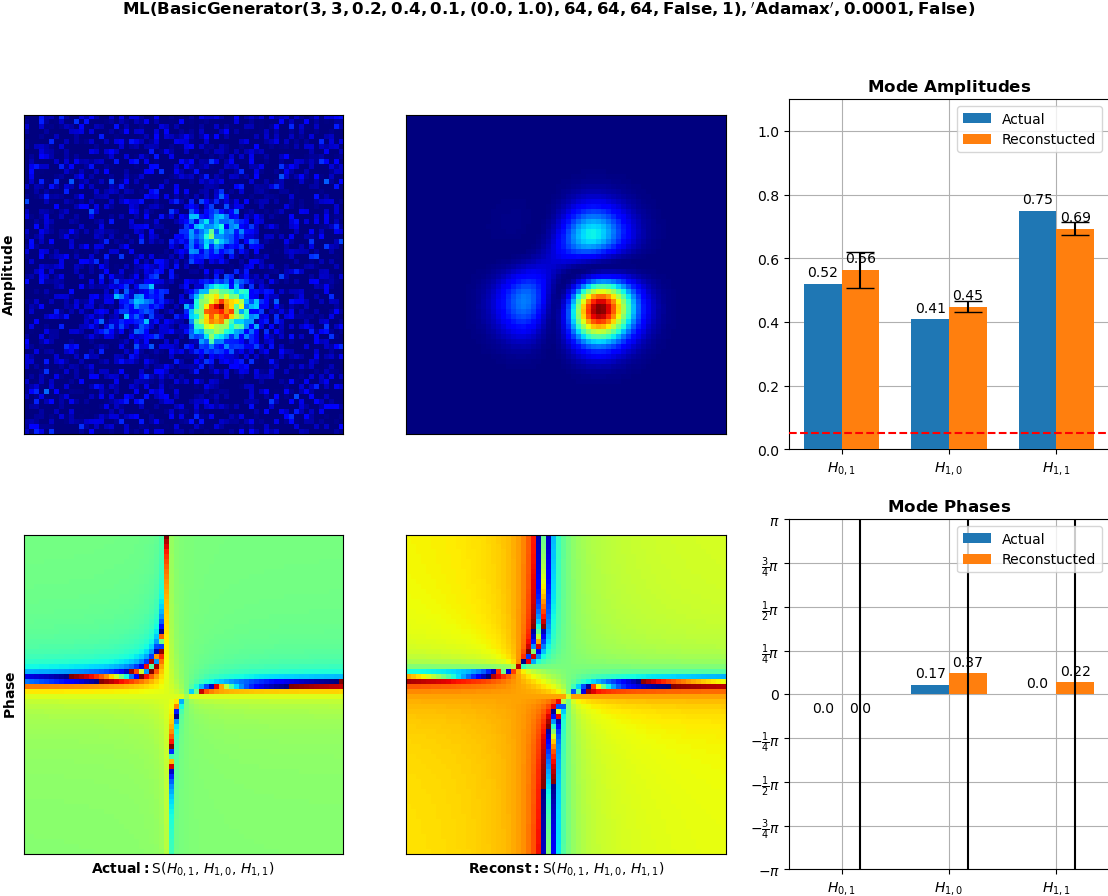 ML(BasicGenerator(3, 3, 0.2, 0.4, 0.1, (0.0, 1.0), 64, 64, 64, False, 1), ′Adamax′, 0.0001, False)
Amplitude
Mode Amplitudes
Actual
Reconstucted
1.0
0.8
0.6
0.4
0.2
0.0
0.52
0.56
0.41
0.45
0.75
0.69
H0,1
H1,0
H1,1
Phase
Actual: S(H0,1, H1,0, H1,1)
Reconst: S(H0,1, H1,0, H1,1)
Mode Phases
Actual
Reconstucted
π
3/4π
1/2π
1/4π
0
−1/4π
−1/2π
−3/4π
−π
0.0
0.0
0.17
0.37
0.0
0.22
H0,1
H1,0
H1,1